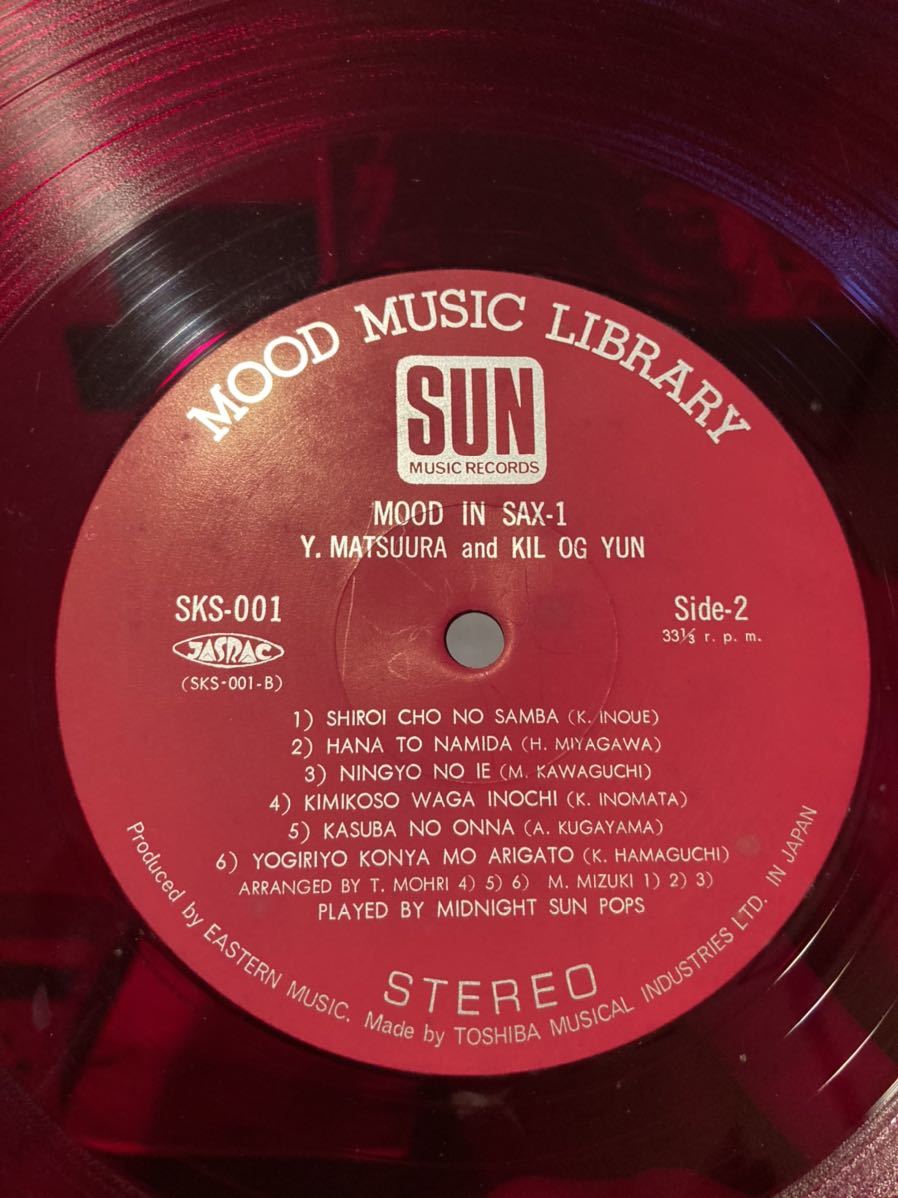 MOOD MUSIC LIBRARY
SUN
MUSIC RECORDS
MOOD IN SAX-1
Y. MATSUURA and KIL OG YUN
SKS-001
Side-2
JASRAC
33⅓ r. p. m.
(SKS-001-B)
1) SHIROI CHO NO SAMBA (K. INOUE)
2) HANA TO NAMIDA (H. MIYAGAWA)
3) NINGYO NO IE (M. KAWAGUCHI)
4) KIMIKOSO WAGA INOCHI (K. INOMATA)
5) KASUBA NO ONNA (A. KUGAYAMA)
6) YOGIRIYO KONYA MO ARIGATO (K. HAMAGUCHI)
ARRANGED BY T. MOHRI 4) 5) 6) M. MIZUKI 1) 2) 3)
PLAYED BY MIDNIGHT SUN POPS
STEREO
Produced by EASTERN MUSIC. Made by TOSHIBA MUSICAL INDUSTRIES LTD. IN JAPAN